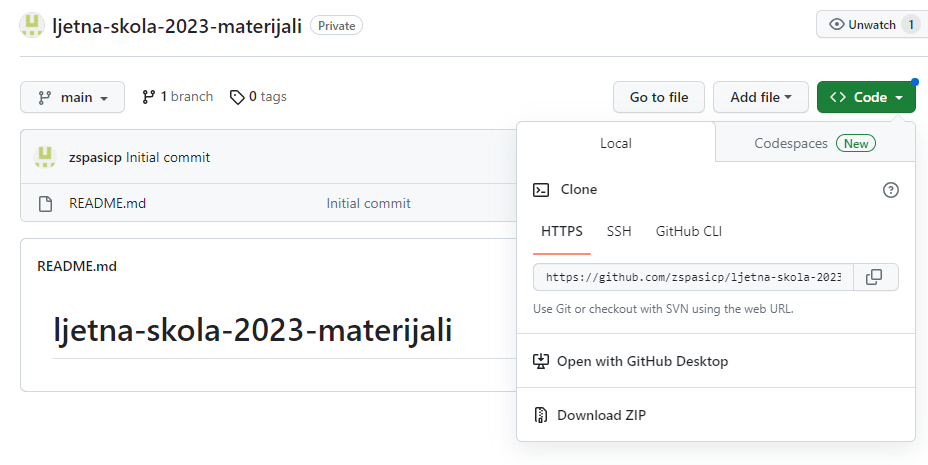 ljetna-skola-2023-materijali Private Unwatch 1
main 1 branch 0 tags Go to file Add file <> Code
zspasicp Initial commit
README.md Initial commit
README.md
ljetna-skola-2023-materijali
Local Codespaces New
Clone
HTTPS SSH GitHub CLI
https://github.com/zspasicp/ljetna-skola-2023
Use Git or checkout with SVN using the web URL.
Open with GitHub Desktop
Download ZIP